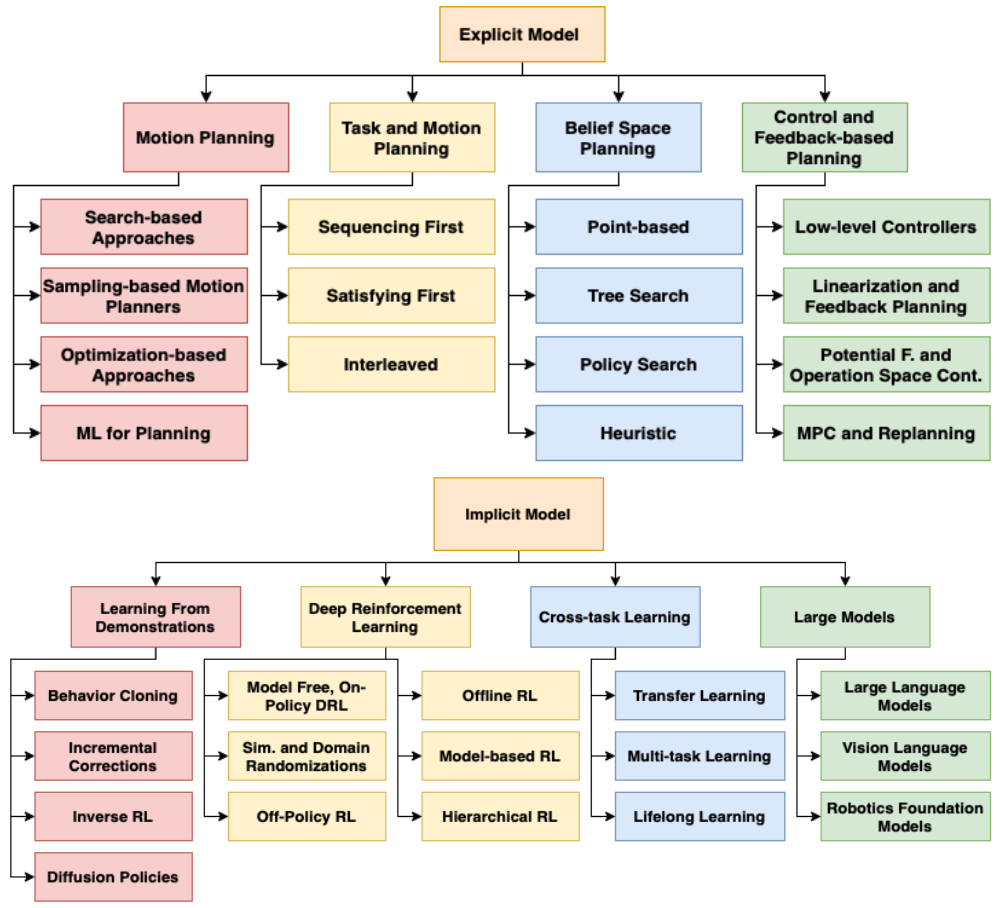 Explicit Model
Motion Planning
Task and Motion
Planning
Belief Space
Planning
Control and
Feedback-based
Planning
Search-based
Approaches
Sampling-based Motion
Planners
Optimization-based
Approaches
ML for Planning
Sequencing First
Satisfying First
Interleaved
Point-based
Tree Search
Policy Search
Heuristic
Low-level Controllers
Linearization and
Feedback Planning
Potential F. and
Operation Space Cont.
MPC and Replanning
Implicit Model
Learning From
Demonstrations
Deep Reinforcement
Learning
Cross-task Learning
Large Models
Behavior Cloning
Incremental
Corrections
Inverse RL
Diffusion Policies
Model Free, On-
Policy DRL
Sim. and Domain
Randomizations
Off-Policy RL
Offline RL
Model-based RL
Hierarchical RL
Transfer Learning
Multi-task Learning
Lifelong Learning
Large Language
Models
Vision Language
Models
Robotics Foundation
Models